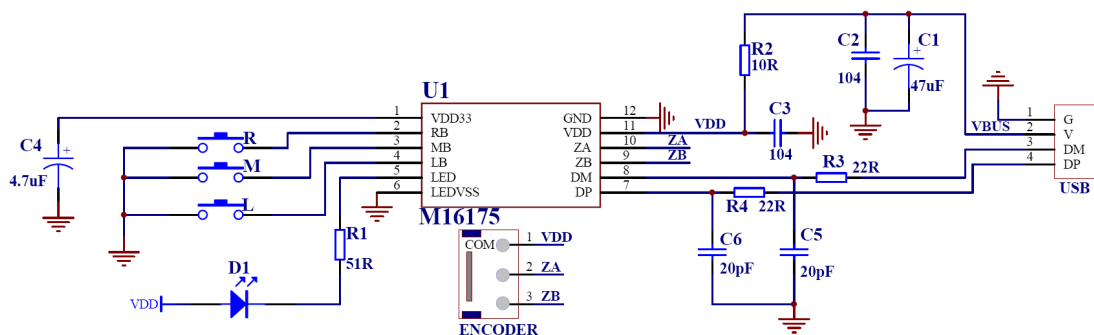 C2
C1
R2
10R
104
47uF
U1
1
VDD33
GND
12
2
RB
VDD
11
VDD
C3
3
MB
ZA
10
ZA
104
4
LB
ZB
9
ZB
5
LED
DM
8
6
LEDVSS
DP
7
M16175
C4
4.7uF
R
M
L
R1
51R
D1
VDD
R3
22R
R4
22R
C6
20pF
C5
20pF
VBUS
1
G
2
V
3
DM
4
DP
USB
COM
1
VDD
2
ZA
3
ZB
ENCODER